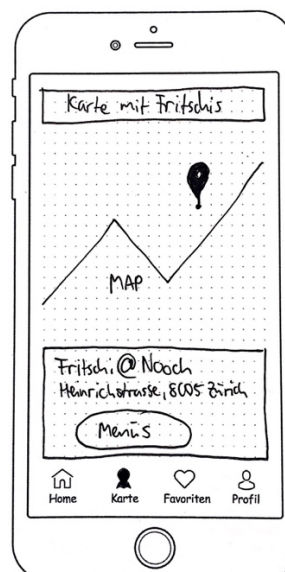 Karte mit Fritschis
MAP
Fritschi @ Nooch
Heinrichstrasse, 8005 Zürich
Menüs
Home Karte Favoriten Profil